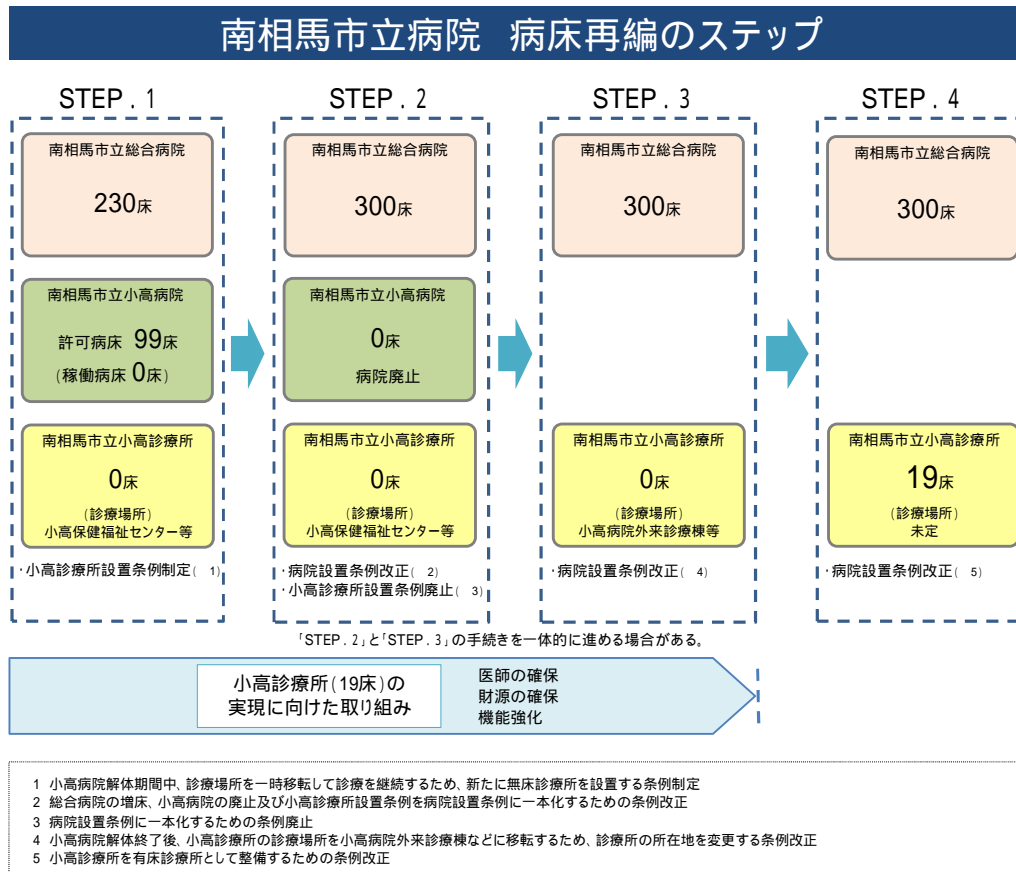 南相馬市立病院 病床再編のステップ
STEP．1
南相馬市立総合病院
230床
南相馬市立小高病院
許可病床 99床
(稼働病床 0床)
南相馬市立小高診療所
0床
(診療場所)
小高保健福祉センター等
・小高診療所設置条例制定( 1)
STEP．2
南相馬市立総合病院
300床
南相馬市立小高病院
0床
病院廃止
南相馬市立小高診療所
0床
(診療場所)
小高保健福祉センター等
・病院設置条例改正( 2)
・小高診療所設置条例廃止( 3)
STEP．3
南相馬市立総合病院
300床
南相馬市立小高診療所
0床
(診療場所)
小高病院外来診療棟等
・病院設置条例改正( 4)
STEP．4
南相馬市立総合病院
300床
南相馬市立小高診療所
19床
(診療場所)
未定
・病院設置条例改正( 5)
「STEP．2」と「STEP．3」の手続きを一体的に進める場合がある。
小高診療所(19床)の
実現に向けた取り組み
医師の確保
財源の確保
機能強化
1 小高病院解体期間中、診療場所を一時移転して診療を継続するため、新たに無床診療所を設置する条例制定
2 総合病院の増床、小高病院の廃止及び小高診療所設置条例を病院設置条例に一本化するための条例改正
3 病院設置条例に一本化するための条例廃止
4 小高病院解体終了後、小高診療所の診療場所を小高病院外来診療棟などに移転するため、診療所の所在地を変更する条例改正
5 小高診療所を有床診療所として整備するための条例改正